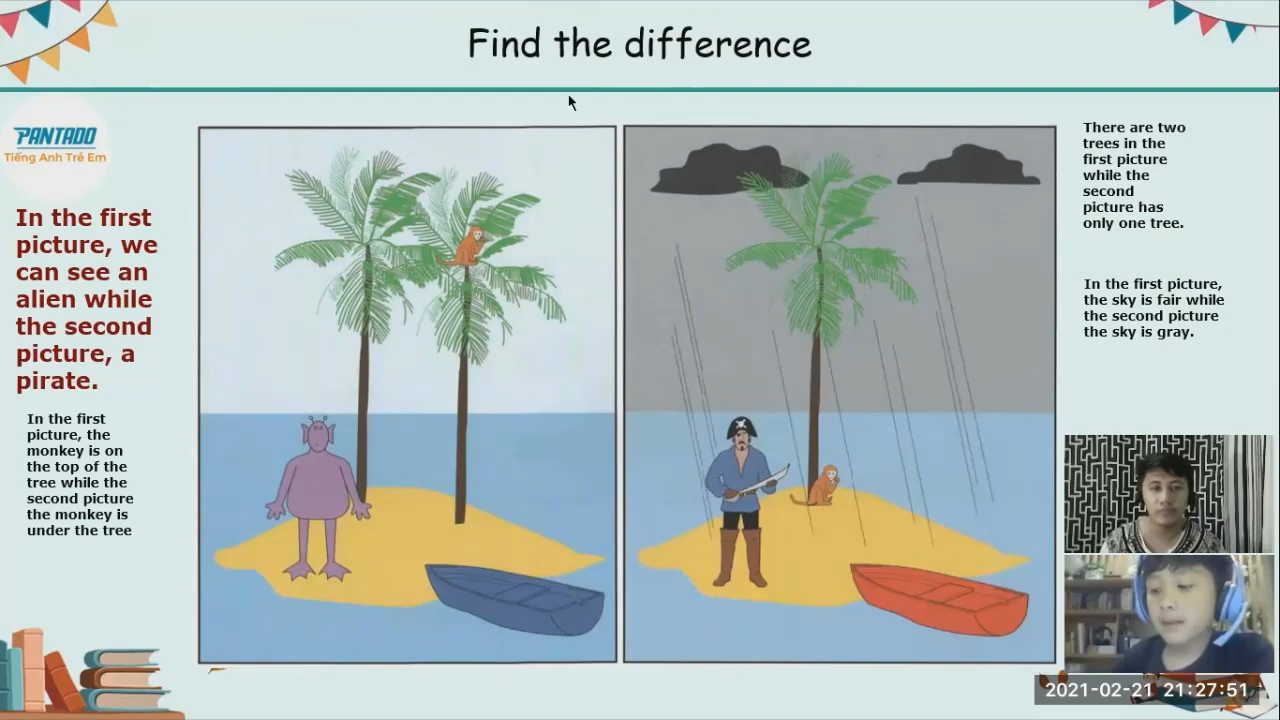 Find the difference
PANTADO
Tiếng Anh Trẻ Em
In the first
picture, we
can see an
alien while
the second
picture, a
pirate.
In the first
picture, the
monkey is on
the top of the
tree while the
second picture
the monkey is
under the tree
There are two
trees in the
first picture
while the
second
picture has
only one tree.
In the first picture,
the sky is fair while
the second picture
the sky is gray.
2021-02-21 21:27:51